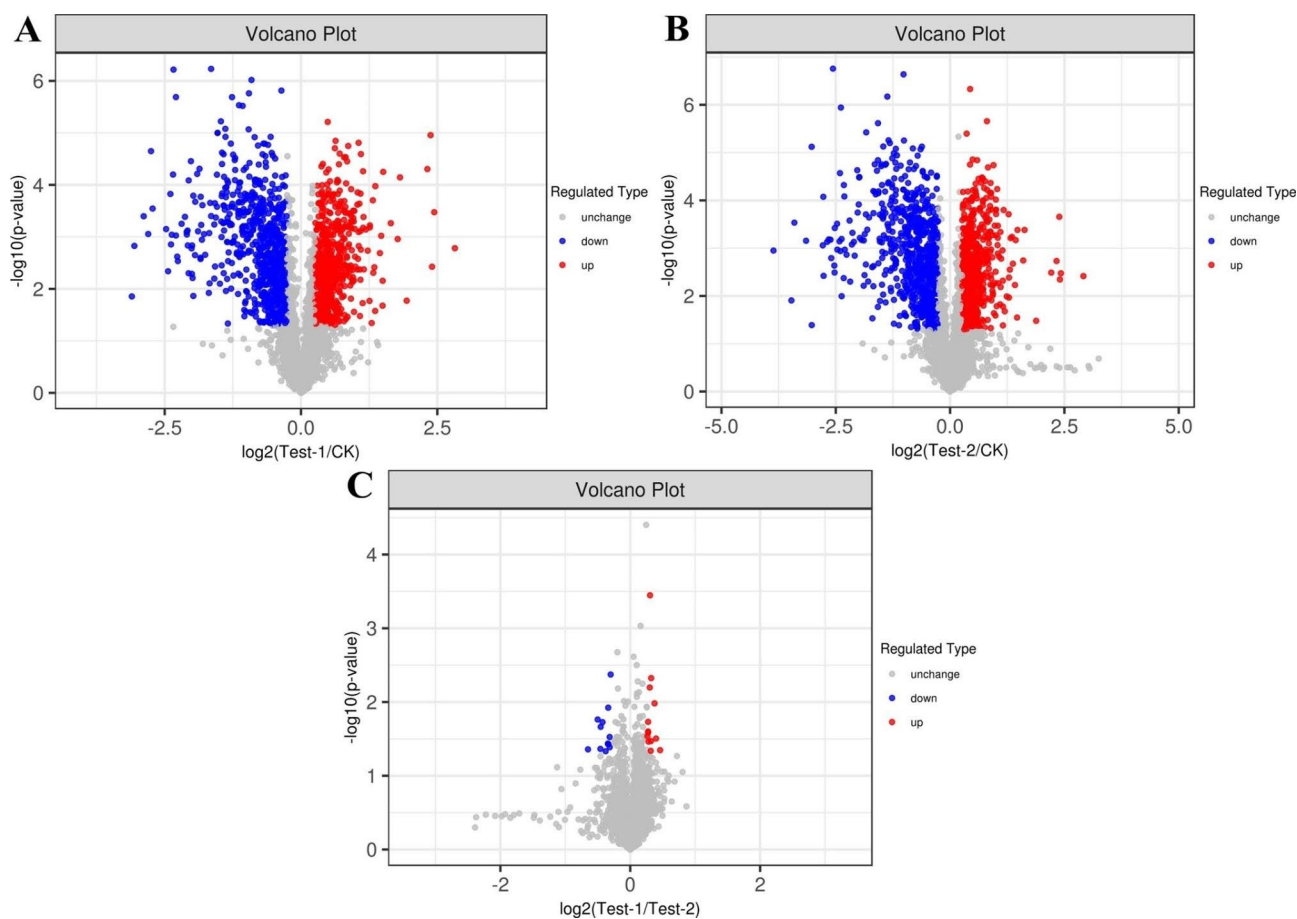 A
Volcano Plot
6
4
2
0
-log10(p-value)
-2.5
0.0
2.5
log2(Test-1/CK)
Regulated Type
unchange
down
up
B
Volcano Plot
6
4
2
0
-log10(p-value)
-5.0
-2.5
0.0
2.5
5.0
log2(Test-2/CK)
Regulated Type
unchange
down
up
C
Volcano Plot
4
3
2
1
0
-log10(p-value)
-2
0
2
log2(Test-1/Test-2)
Regulated Type
unchange
down
up